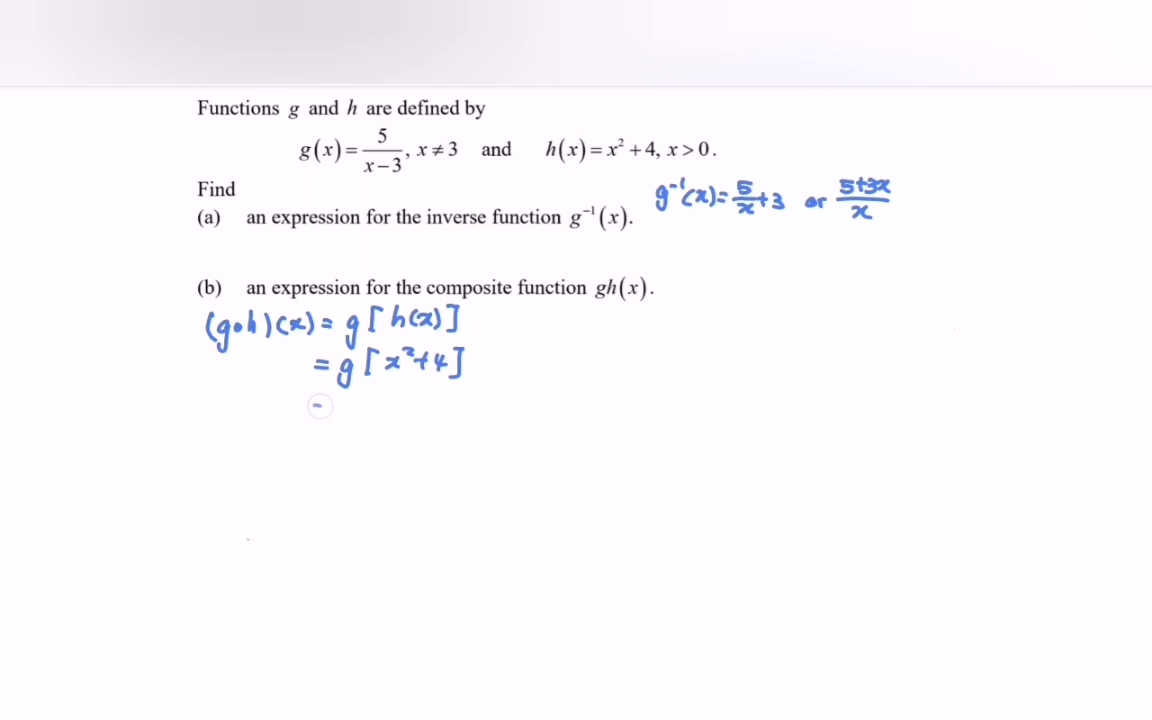 Functions g and h are defined by
g(x) = 5/(x−3), x ≠ 3 and h(x) = x² + 4, x > 0.
Find
g⁻¹(x) = 5/x + 3 or (5+3x)/x
(a) an expression for the inverse function g⁻¹(x).
(b) an expression for the composite function gh(x).
(g∘h)(x) = g[h(x)]
= g[x²+4]
-